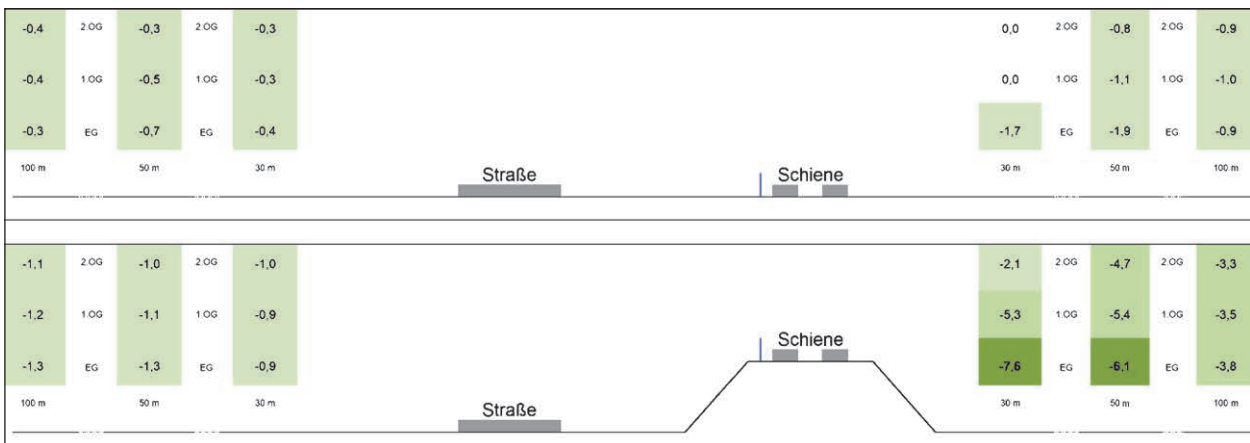 -0,4 2.OG -0,3 2.OG -0,3 0,0 2.OG -0,8 2.OG -0,9
-0,4 1.OG -0,5 1.OG -0,3 0,0 1.OG -1,1 1.OG -1,0
-0,3 EG -0,7 EG -0,4 -1,7 EG -1,9 EG -0,9
100 m 50 m 30 m 30 m 50 m 100 m
Straße Schiene
-1,1 2.OG -1,0 2.OG -1,0 -2,1 2.OG -4,7 2.OG -3,3
-1,2 1.OG -1,1 1.OG -0,9 -5,3 1.OG -5,4 1.OG -3,5
Schiene
-1,3 EG -1,3 EG -0,9 -7,6 EG -6,1 EG -3,8
100 m 50 m 30 m 30 m 50 m 100 m
Straße